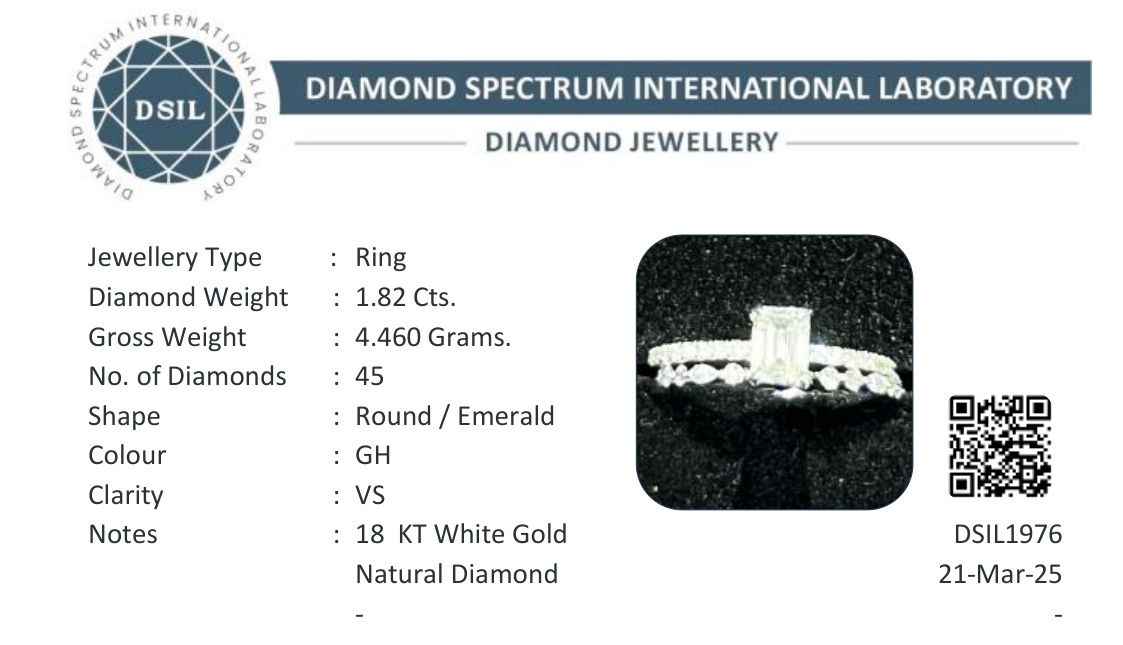 DIAMOND SPECTRUM INTERNATIONAL LABORATORY
DSIL
DIAMOND SPECTRUM INTERNATIONAL LABORATORY
DIAMOND JEWELLERY
Jewellery Type : Ring
Diamond Weight : 1.82 Cts.
Gross Weight : 4.460 Grams.
No. of Diamonds : 45
Shape : Round / Emerald
Colour : GH
Clarity : VS
Notes : 18 KT White Gold
Natural Diamond
-
DSIL1976
21-Mar-25
-